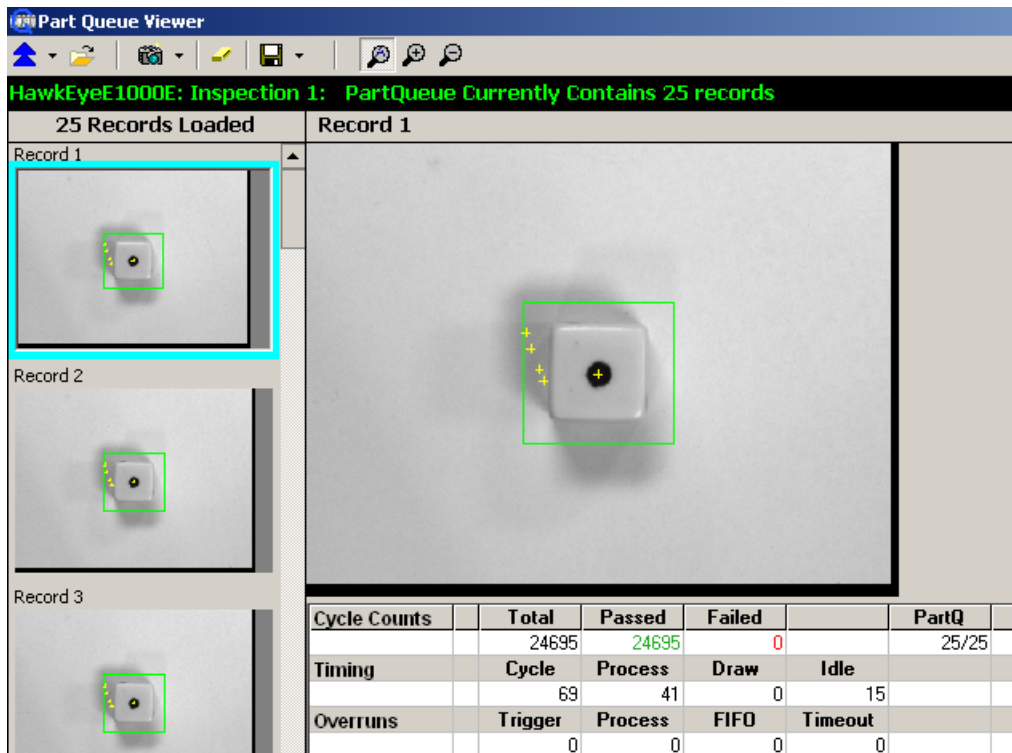 Part Queue Viewer
HawkEyeE1000E: Inspection 1: PartQueue Currently Contains 25 records
25 Records Loaded
Record 1
Record 1
Record 2
Record 3
Cycle Counts Total Passed Failed PartQ
24695 24695 0 25/25
Timing Cycle Process Draw Idle
69 41 0 15
Overruns Trigger Process FIFO Timeout
0 0 0 0